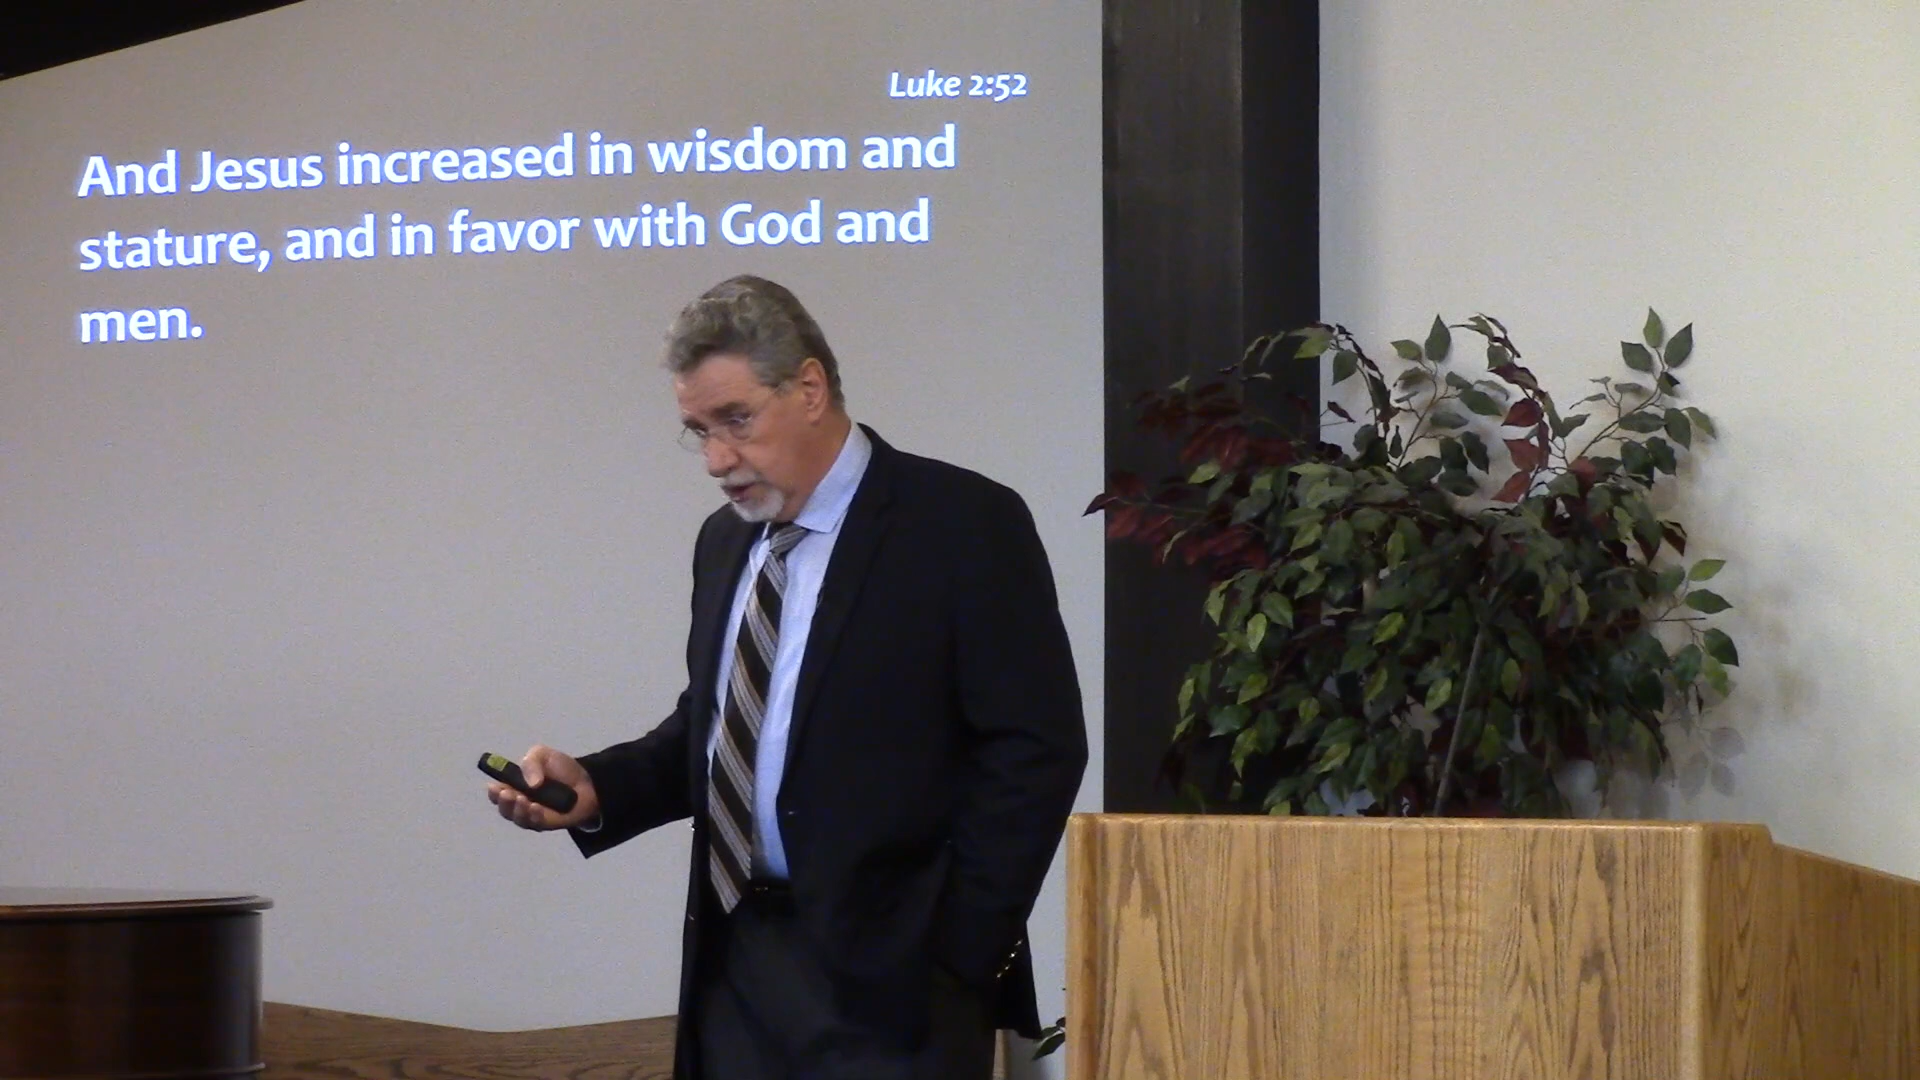 Luke 2:52
And Jesus increased in wisdom and
stature, and in favor with God and
men.